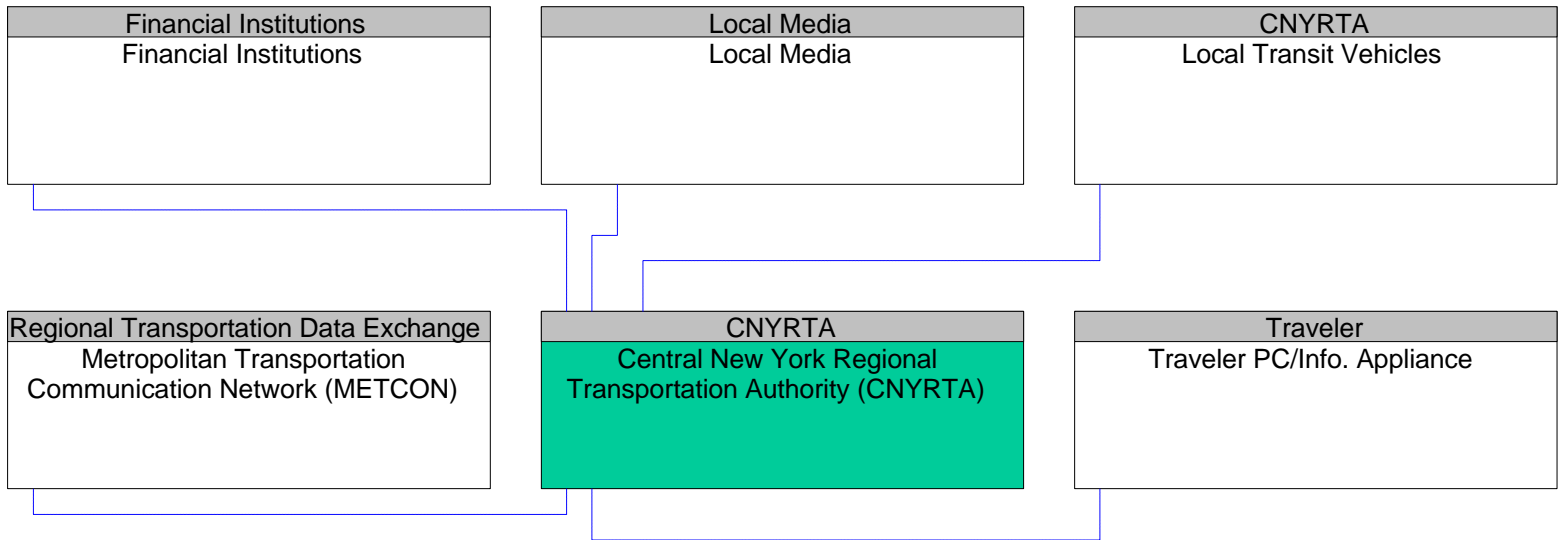 Financial Institutions
Financial Institutions
Local Media
Local Media
CNYRTA
Local Transit Vehicles
Regional Transportation Data Exchange
Metropolitan Transportation
Communication Network (METCON)
CNYRTA
Central New York Regional
Transportation Authority (CNYRTA)
Traveler
Traveler PC/Info. Appliance